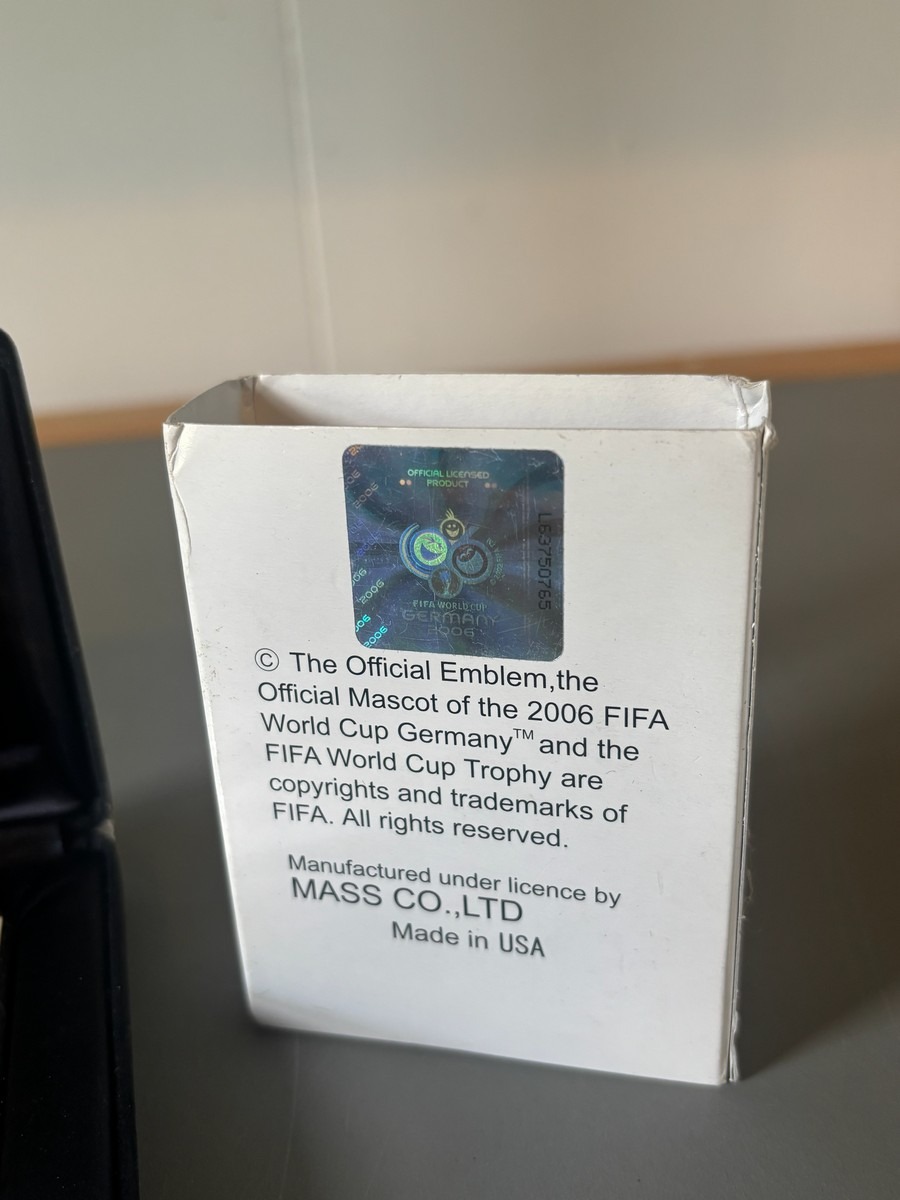 OFFICIAL LICENSED
PRODUCT
L63750765
FIFA WORLD CUP
GERMANY
2006
© The Official Emblem,the
Official Mascot of the 2006 FIFA
World Cup Germany™ and the
FIFA World Cup Trophy are
copyrights and trademarks of
FIFA. All rights reserved.
Manufactured under licence by
MASS CO.,LTD
Made in USA